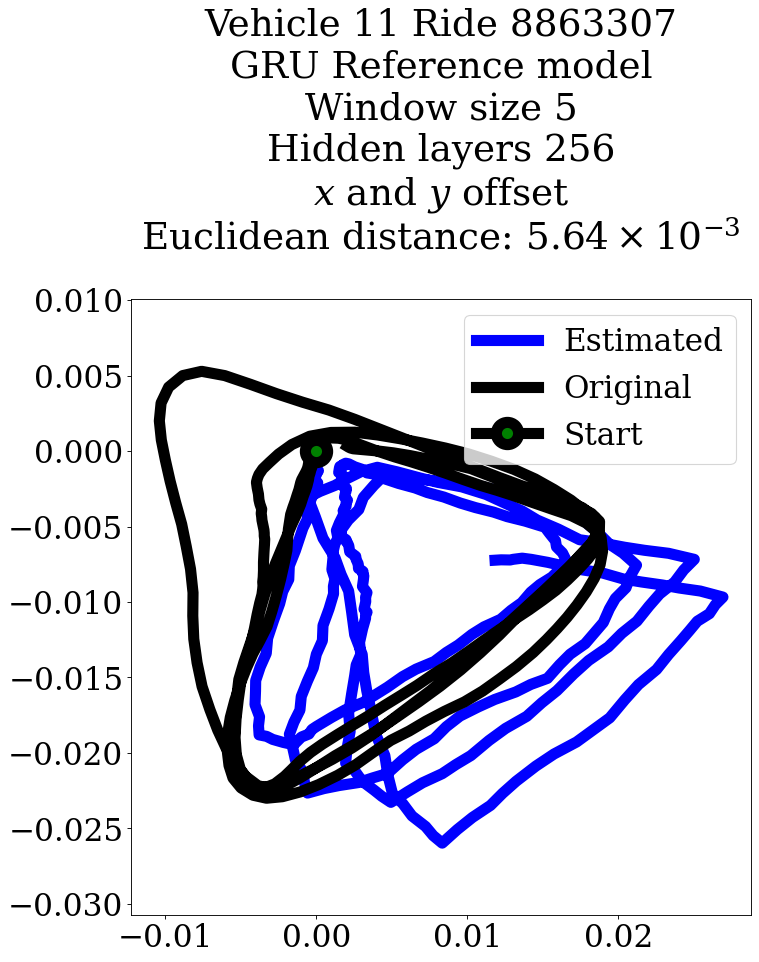 Vehicle 11 Ride 8863307
GRU Reference model
Window size 5
Hidden layers 256
x and y offset
Euclidean distance: 5.64 × 10⁻³
Estimated
Original
Start
0.010
0.005
0.000
−0.005
−0.010
−0.015
−0.020
−0.025
−0.030
−0.01 0.00 0.01 0.02